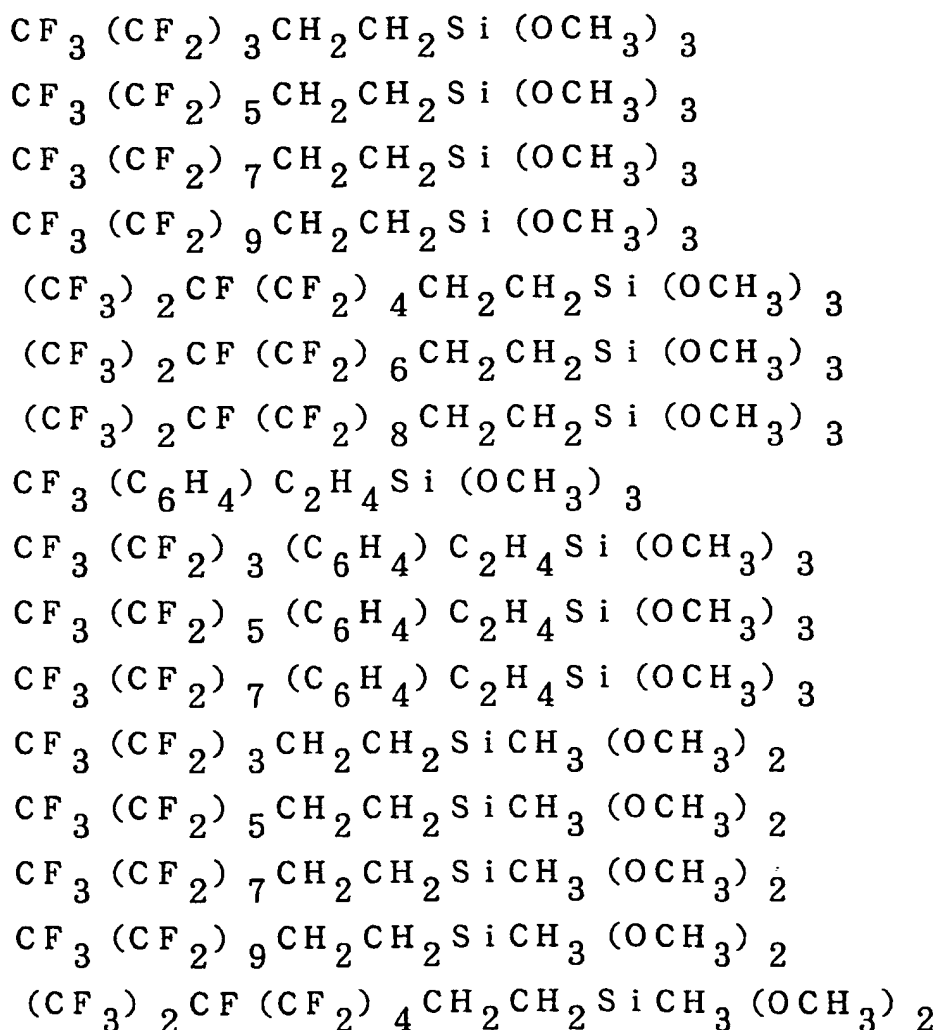 CF₃(CF₂)₃CH₂CH₂Si(OCH₃)₃
CF₃(CF₂)₅CH₂CH₂Si(OCH₃)₃
CF₃(CF₂)₇CH₂CH₂Si(OCH₃)₃
CF₃(CF₂)₉CH₂CH₂Si(OCH₃)₃
(CF₃)₂CF(CF₂)₄CH₂CH₂Si(OCH₃)₃
(CF₃)₂CF(CF₂)₆CH₂CH₂Si(OCH₃)₃
(CF₃)₂CF(CF₂)₈CH₂CH₂Si(OCH₃)₃
CF₃(C₆H₄)C₂H₄Si(OCH₃)₃
CF₃(CF₂)₃(C₆H₄)C₂H₄Si(OCH₃)₃
CF₃(CF₂)₅(C₆H₄)C₂H₄Si(OCH₃)₃
CF₃(CF₂)₇(C₆H₄)C₂H₄Si(OCH₃)₃
CF₃(CF₂)₃CH₂CH₂SiCH₃(OCH₃)₂
CF₃(CF₂)₅CH₂CH₂SiCH₃(OCH₃)₂
CF₃(CF₂)₇CH₂CH₂SiCH₃(OCH₃)₂
CF₃(CF₂)₉CH₂CH₂SiCH₃(OCH₃)₂
(CF₃)₂CF(CF₂)₄CH₂CH₂SiCH₃(OCH₃)₂